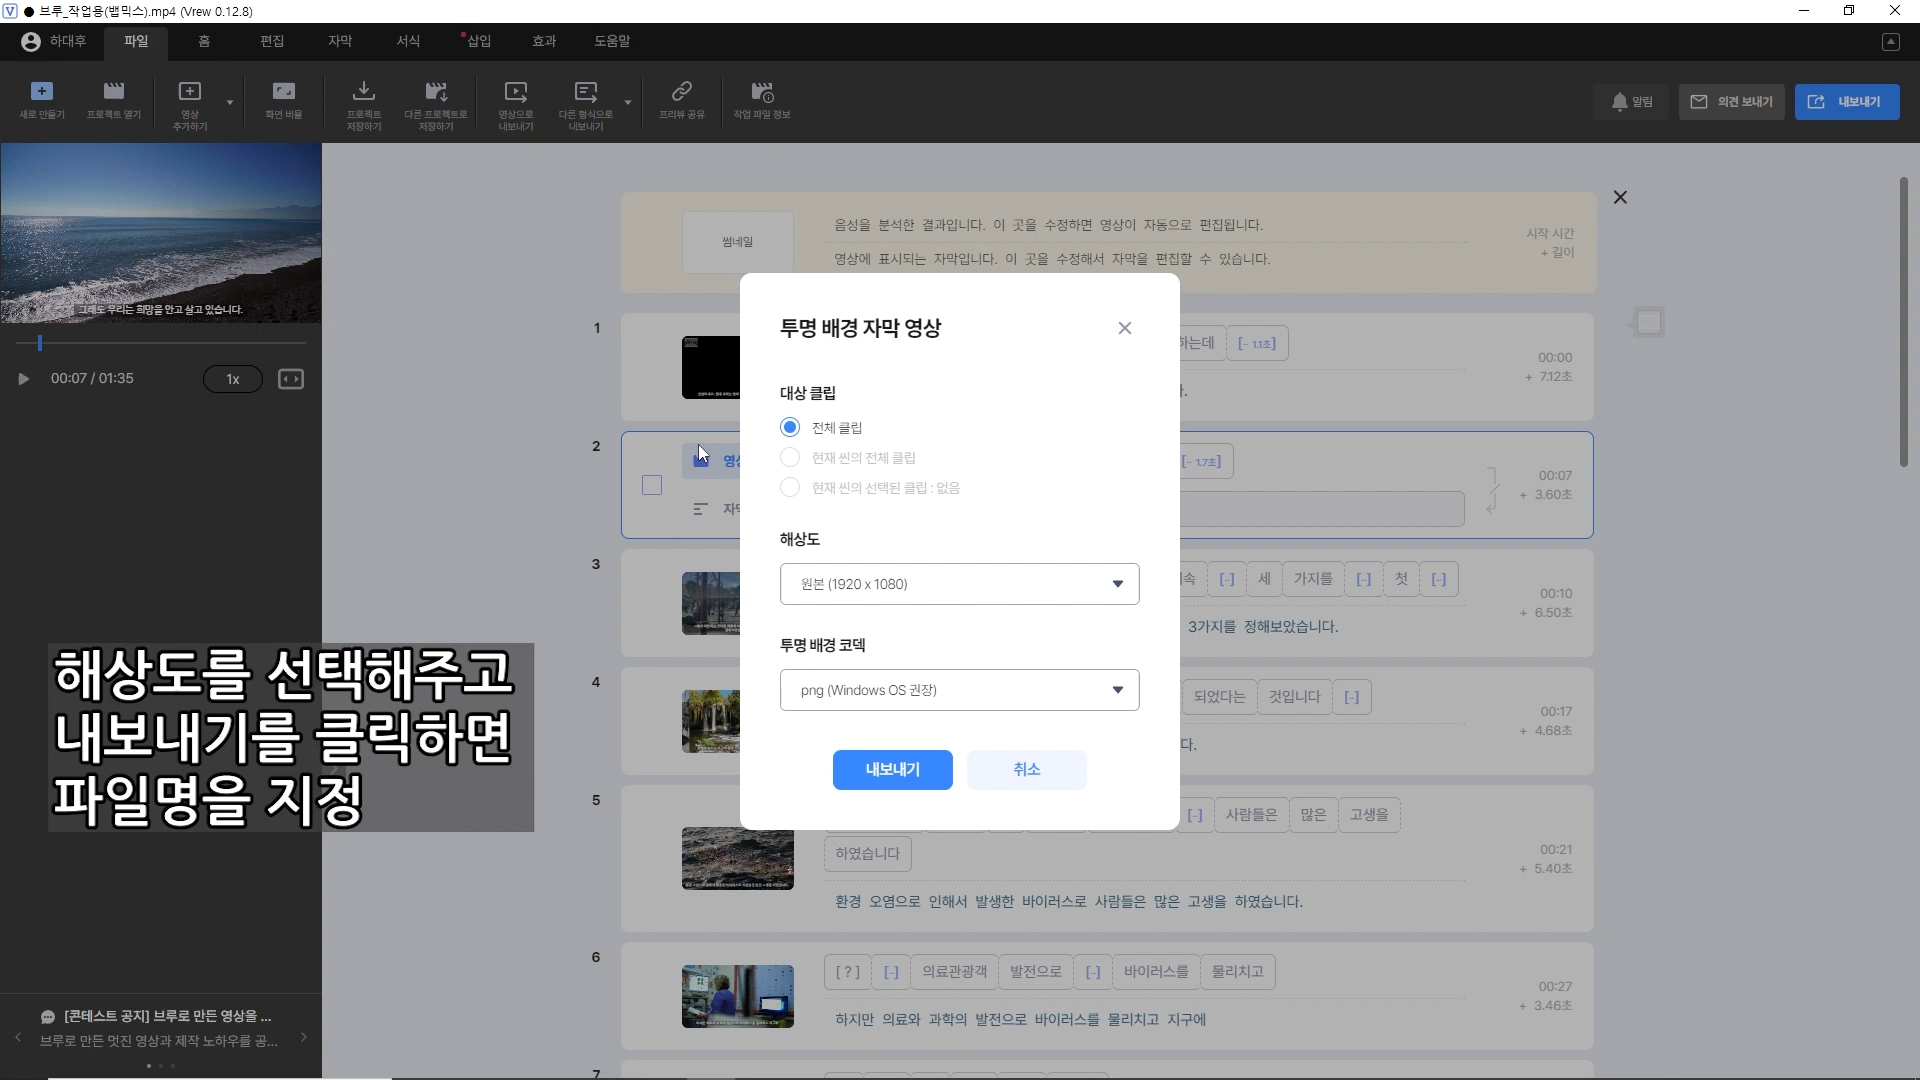 브루_작업용(뱁믹스).mp4 (Vrew 0.12.8)
하대후 파일 홈 편집 자막 서식 삽입 효과 도움말
새로 만들기
프로젝트 열기
영상
추가하기
화면 비율
프로젝트
저장하기
다른 프로젝트로
저장하기
영상으로
내보내기
다른 형식으로
내보내기
프리뷰 공유
작업 파일 정보
알림
의견 보내기
내보내기
그래도 우리는 희망을 안고 살고 있습니다.
00:07 / 01:35
1x
썸네일
음성을 분석한 결과입니다. 이 곳을 수정하면 영상이 자동으로 편집됩니다.
영상에 표시되는 자막입니다. 이 곳을 수정해서 자막을 편집할 수 있습니다.
시작 시간
+ 길이
투명 배경 자막 영상
대상 클립
전체 클립
현재 씬의 전체 클립
현재 씬의 선택된 클립 : 없음
해상도
원본 (1920 x 1080)
투명 배경 코덱
png (Windows OS 권장)
내보내기 취소
1
하는데 [~ 1.1초]
00:00
+ 7.12초
2
[~ 1.7초]
00:07
+ 3.60초
3
[··] 세 가지를 [··] 첫 [··]
3가지를 정해보았습니다.
00:10
+ 6.50초
4
되었다는 것입니다 [··]
다.
00:17
+ 4.68초
5
[··] 사람들은 많은 고생을
하였습니다
환경 오염으로 인해서 발생한 바이러스로 사람들은 많은 고생을 하였습니다.
00:21
+ 5.40초
6
[ ? ] [··] 의료관광객 발전으로 [··] 바이러스를 물리치고
하지만 의료와 과학의 발전으로 바이러스를 물리치고 지구에
00:27
+ 3.46초
7
해상도를 선택해주고
내보내기를 클릭하면
파일명을 지정
[콘테스트 공지] 브루로 만든 영상을 ...
브루로 만든 멋진 영상과 제작 노하우를 공...